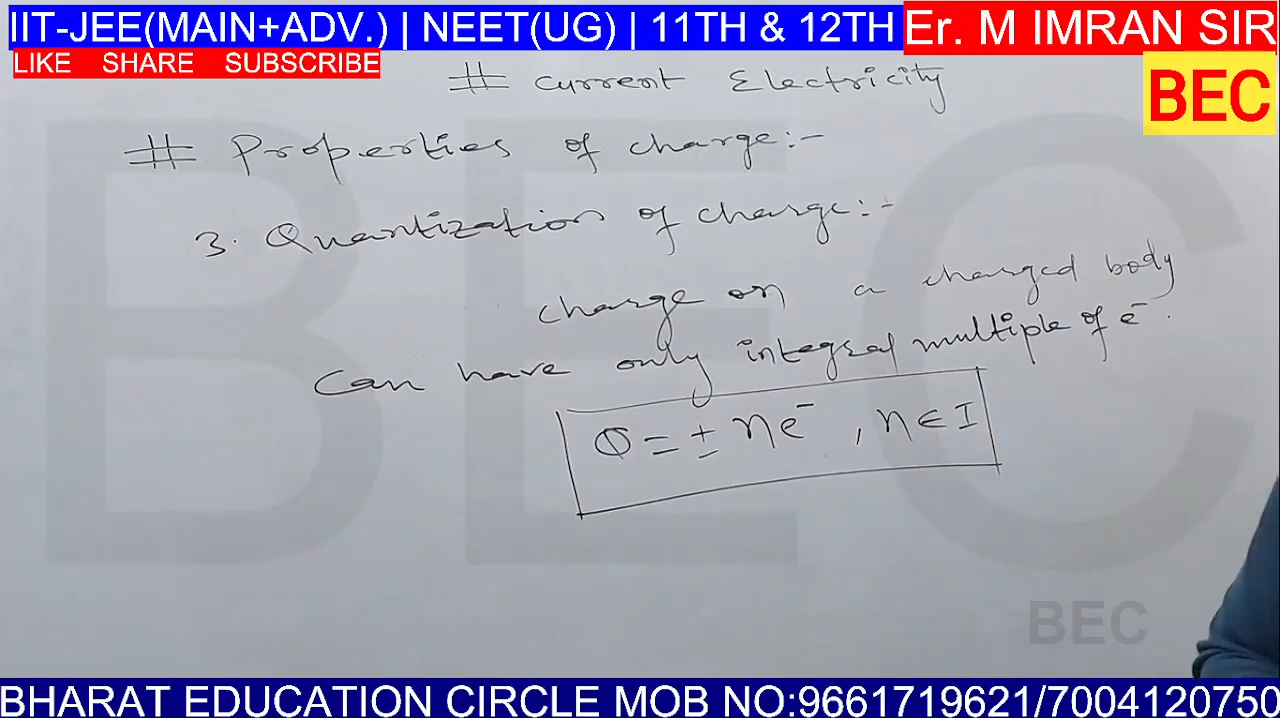 IIT-JEE(MAIN+ADV.) | NEET(UG) | 11TH & 12TH Er. M IMRAN SIR
LIKE SHARE SUBSCRIBE
BEC
# Current Electricity
# Properties of charge:-
3. Quantization of charge:-
charge on a charged body
can have only integral multiple of e⁻.
Q = ± ne⁻, n ∈ I
BEC
BEC
BHARAT EDUCATION CIRCLE MOB NO:9661719621/7004120750